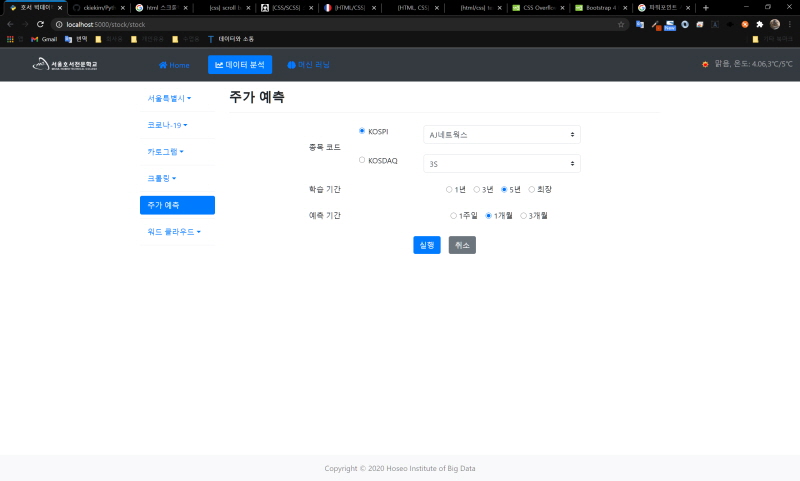 호서 빅데이
ckiekim/Pyt
html 스크롤
[css] scroll b
[CSS/SCSS]
[HTML/CSS]
[HTML, CSS]
[html/css] to
CSS Overflow
Bootstrap 4
파워포인트
localhost:5000/stock/stock
Gmail
번역
데이터와 소통
서울호서전문학교
Home
데이터 분석
머신 러닝
맑음, 온도: 4.06,3℃/5℃
서울특별시
코로나-19
카토그램
크롤링
주가 예측
워드 클라우드
주가 예측
종목 코드
KOSPI
AJ네트웍스
KOSDAQ
3S
학습 기간
1년
3년
5년
최장
예측 기간
1주일
1개월
3개월
실행
취소
Copyright © 2020 Hoseo Institute of Big Data